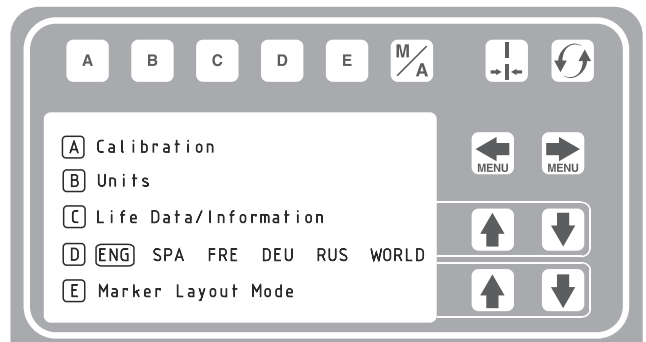 A B C D E M/A
MENU MENU
A Calibration
B Units
C Life Data/Information
D ENG SPA FRE DEU RUS WORLD
E Marker Layout Mode